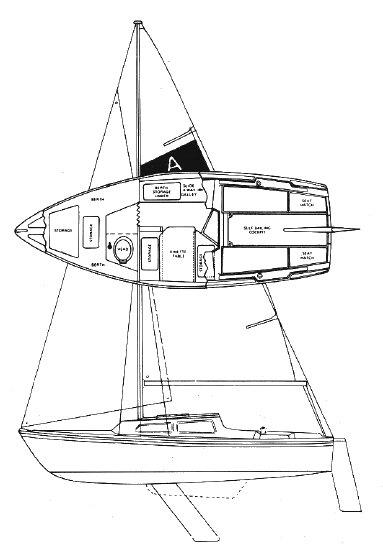 A
BERTH
BERTH
STORAGE
UNDER
SLIDE
AWAY
GALLEY
SEAT
HATCH
STORAGE
STORAGE
HEAD
STORAGE
DINETTE
TABLE
STORAGE
SELF BAILING
COCKPIT
SEAT
HATCH
BERTH